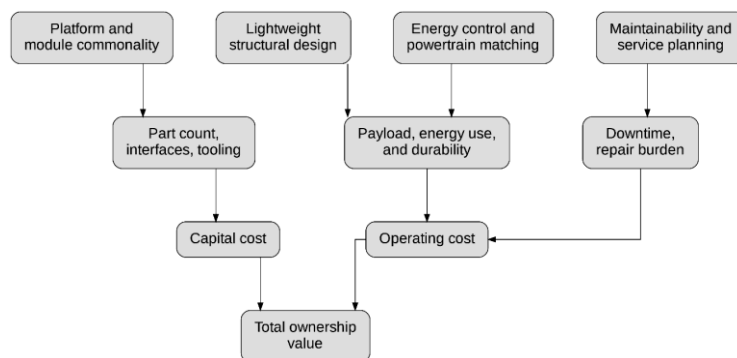 Platform and
module commonality
Lightweight
structural design
Energy control and
powertrain matching
Maintainability and
service planning
Part count,
interfaces, tooling
Payload, energy use,
and durability
Downtime,
repair burden
Capital cost
Operating cost
Total ownership
value